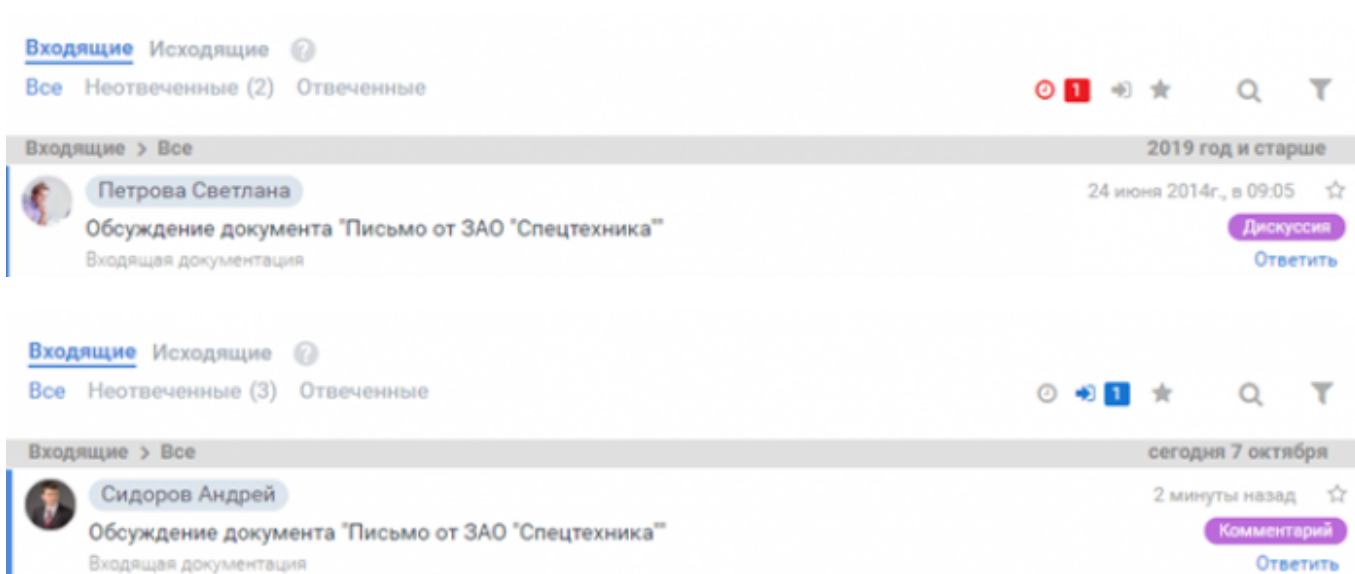 Входящие Исходящие ?
Все Неотвеченные (2) Отвеченные 1
Входящие > Все 2019 год и старше
Петрова Светлана 24 июня 2014г., в 09:05
Обсуждение документа "Письмо от ЗАО "Спецтехника"" Дискуссия
Входящая документация Ответить
Входящие Исходящие ?
Все Неотвеченные (3) Отвеченные 1
Входящие > Все сегодня 7 октября
Сидоров Андрей 2 минуты назад
Обсуждение документа "Письмо от ЗАО "Спецтехника"" Комментарий
Входящая документация Ответить